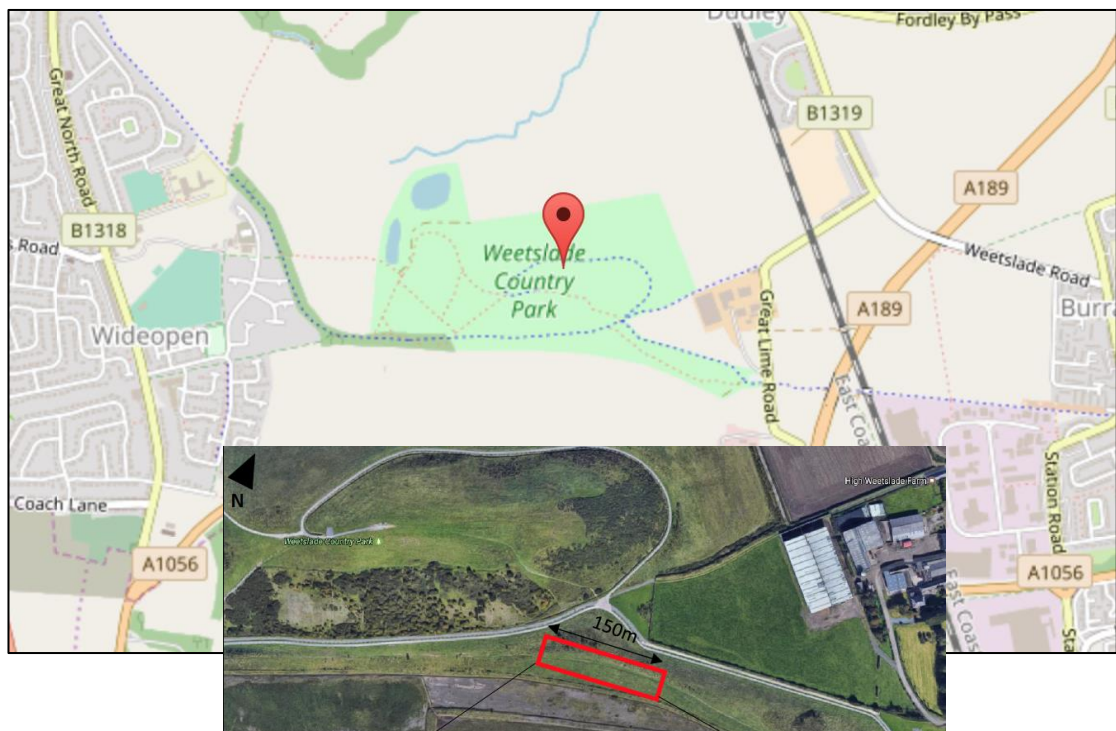 Dudley
Fordley By Pass
Great North Road
B1319
A189
B1318
s Road
Weetslade
Country
Park
Weetslade Road
A189
Burra
Wideopen
Great Lime Road
East Coas
Coach Lane
Station Road
A1056
A1056
East Coast
Sta
N
High Weetslade Farm
Weetslade Country Park
150m